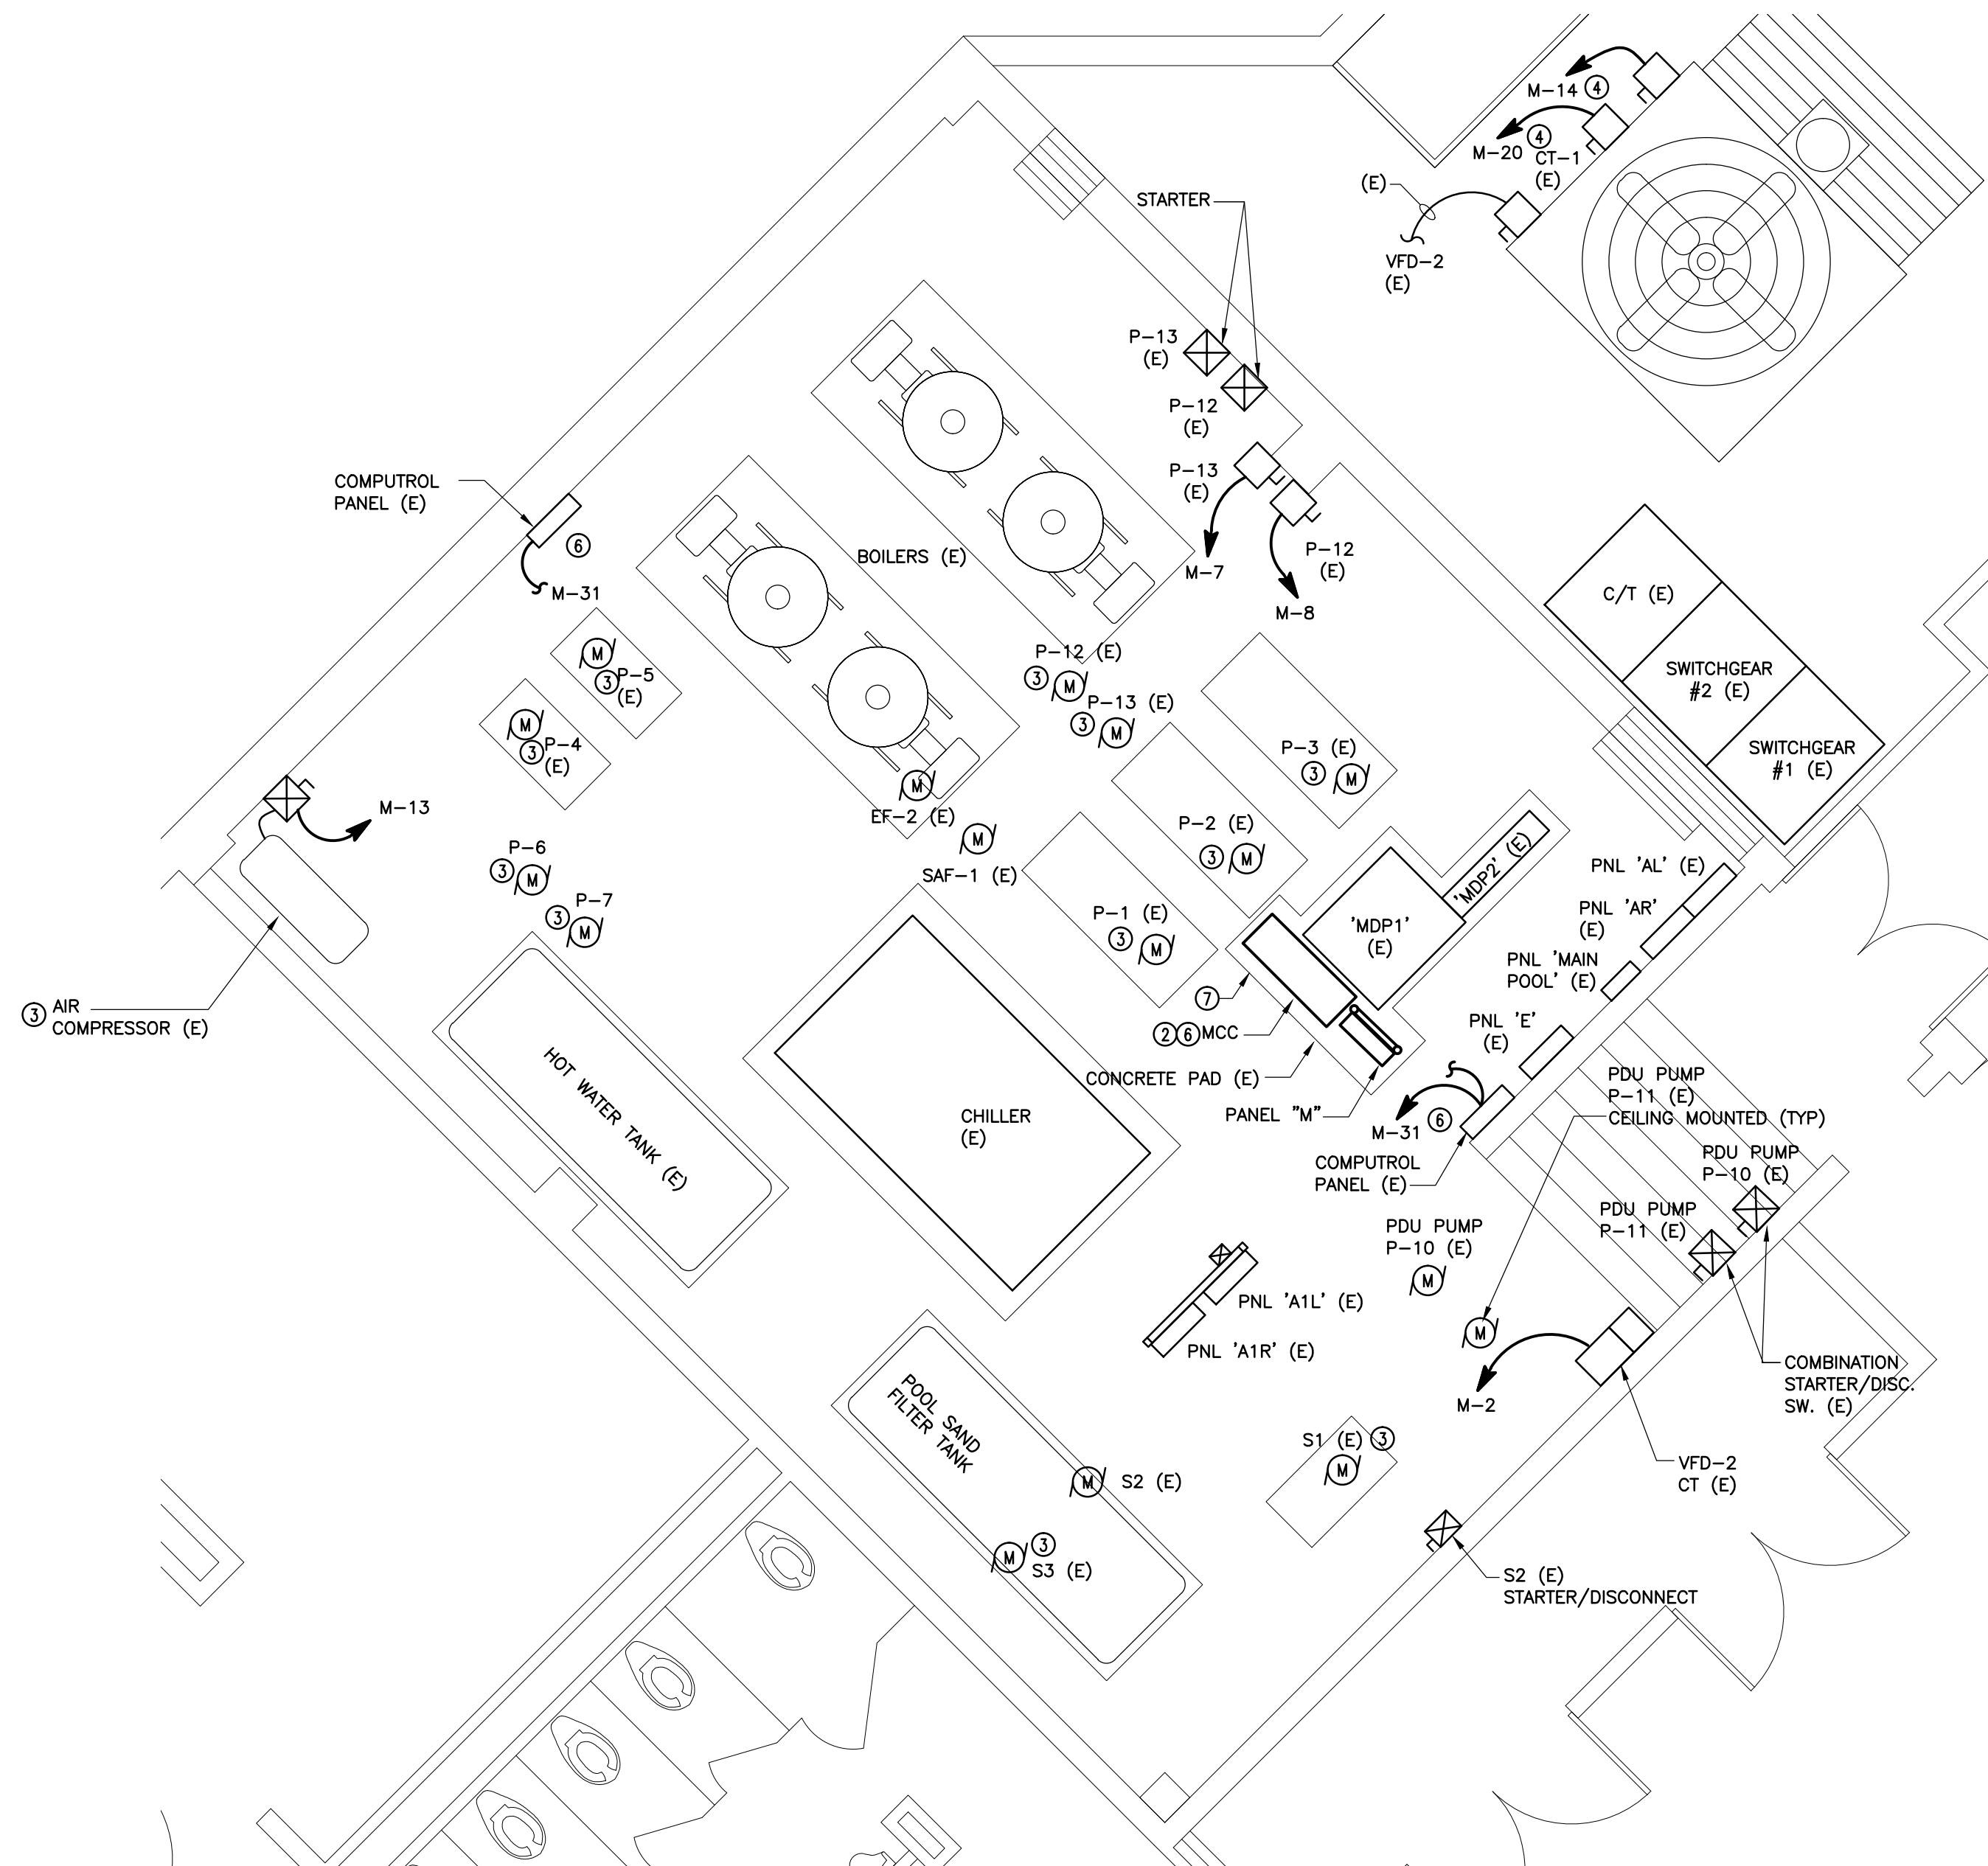 M-14 4
M-20 4
CT-1
(E)
(E)
VFD-2
(E)
STARTER
P-13
(E)
P-12
(E)
P-13
(E)
M-7
P-12
(E)
M-8
COMPUTROL
PANEL (E)
6
M-31
BOILERS (E)
C/T (E)
SWITCHGEAR
#2 (E)
SWITCHGEAR
#1 (E)
M
3 P-5
(E)
M
3 P-4
(E)
P-12 (E)
3 M
P-13 (E)
3 M
P-3 (E)
3 M
M-13
M
EF-2 (E)
M
SAF-1 (E)
P-2 (E)
3 M
P-6
3 M
P-7
3 M
P-1 (E)
3 M
'MDP1'
(E)
'MDP2' (E)
PNL 'AL' (E)
PNL 'AR'
(E)
PNL 'MAIN
POOL' (E)
PNL 'E'
(E)
3 AIR
COMPRESSOR (E)
7
2 6 MCC
CONCRETE PAD (E)
PANEL "M"
M-31 6
COMPUTROL
PANEL (E)
HOT WATER TANK (E)
CHILLER
(E)
PDU PUMP
P-11 (E)
CEILING MOUNTED (TYP)
PDU PUMP
P-10 (E)
PDU PUMP
P-11 (E)
PDU PUMP
P-10 (E)
M
M
PNL 'A1L' (E)
PNL 'A1R' (E)
M-2
COMBINATION
STARTER/DISC.
SW. (E)
VFD-2
CT (E)
POOL SAND
FILTER TANK
S1 (E) 3
M
M S2 (E)
M 3
S3 (E)
S2 (E)
STARTER/DISCONNECT